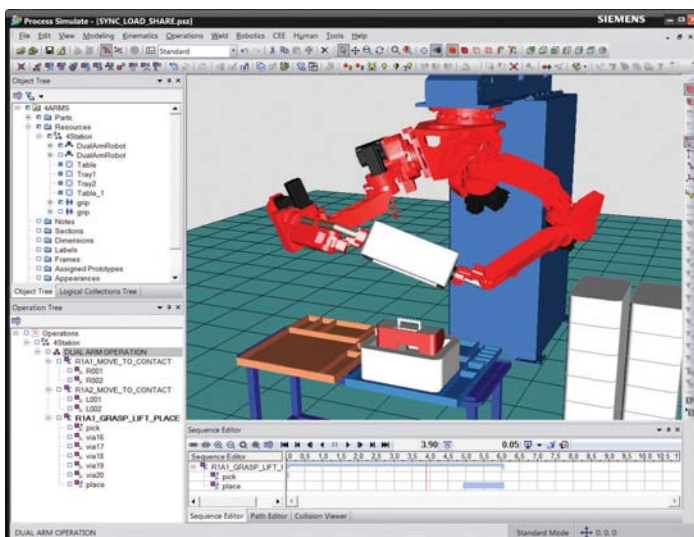 Process Simulate - [SYNC_LOAD_SHARE.psz]
SIEMENS
File Edit View Modeling Kinematics Operations Weld Robotics CEE Human Tools Help
Standard
Object Tree
4ARMS
Parts
Resources
4Station
DualArmRobot
DualArmRobot
Table
Tray1
Tray2
Table_1
grip
grip
Notes
Sections
Dimensions
Labels
Frames
Assigned Prototypes
Appearances
Object Tree Logical Collections Tree
Operation Tree
Operations
4Station
DUAL ARM OPERATION
R1A1_MOVE_TO_CONTACT
R001
R002
R1A2_MOVE_TO_CONTACT
L001
L002
R1A1_GRASP_LIFT_PLACE
pick
via16
via17
via18
via19
via20
place
Sequence Editor
3.90 0.05
Sequence Editor ,0 0,5 1,0 1,5 2,0 2,5 3,0 3,5 4,0 4,5 5,0 5,5 6,0 6,5 7,0 7,5 8,0 8,5 9,0 9,5 10,0 10,5 1
R1A1_GRASP_LIFT_I
pick
place
Sequence Editor Path Editor Collision Viewer
DUAL ARM OPERATION
Standard Mode 0, 0, 0